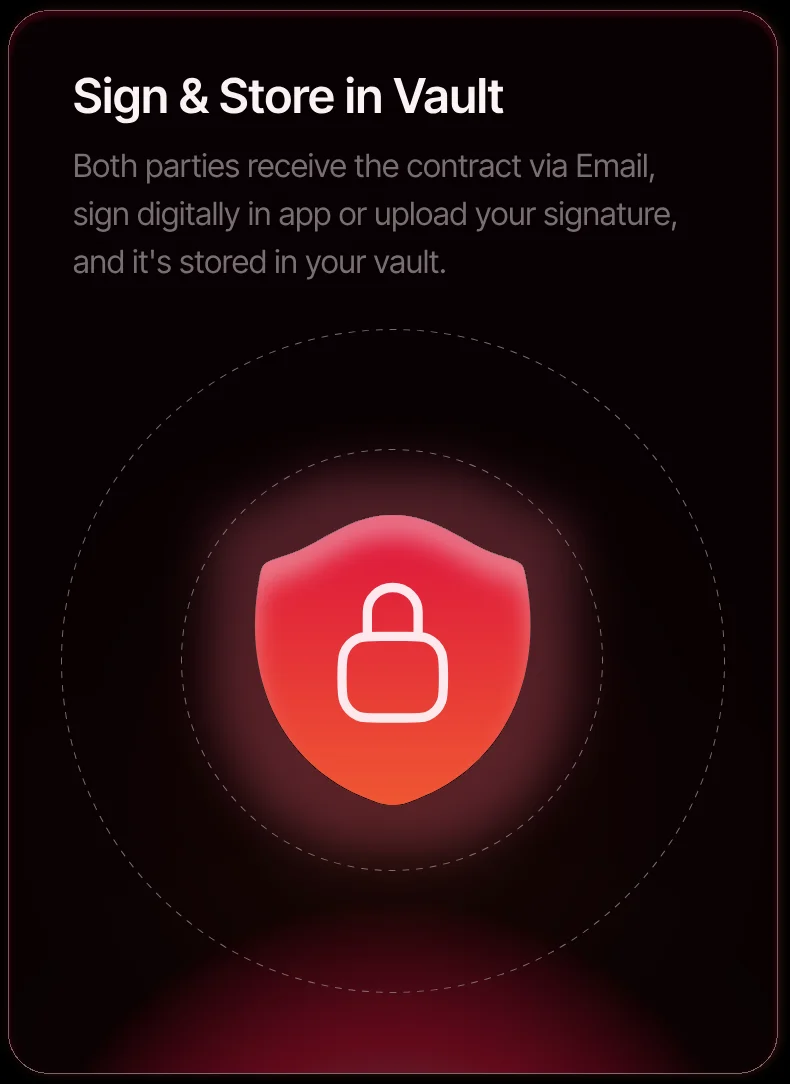 Sign & Store in Vault
Both parties receive the contract via Email,
sign digitally in app or upload your signature,
and it's stored in your vault.